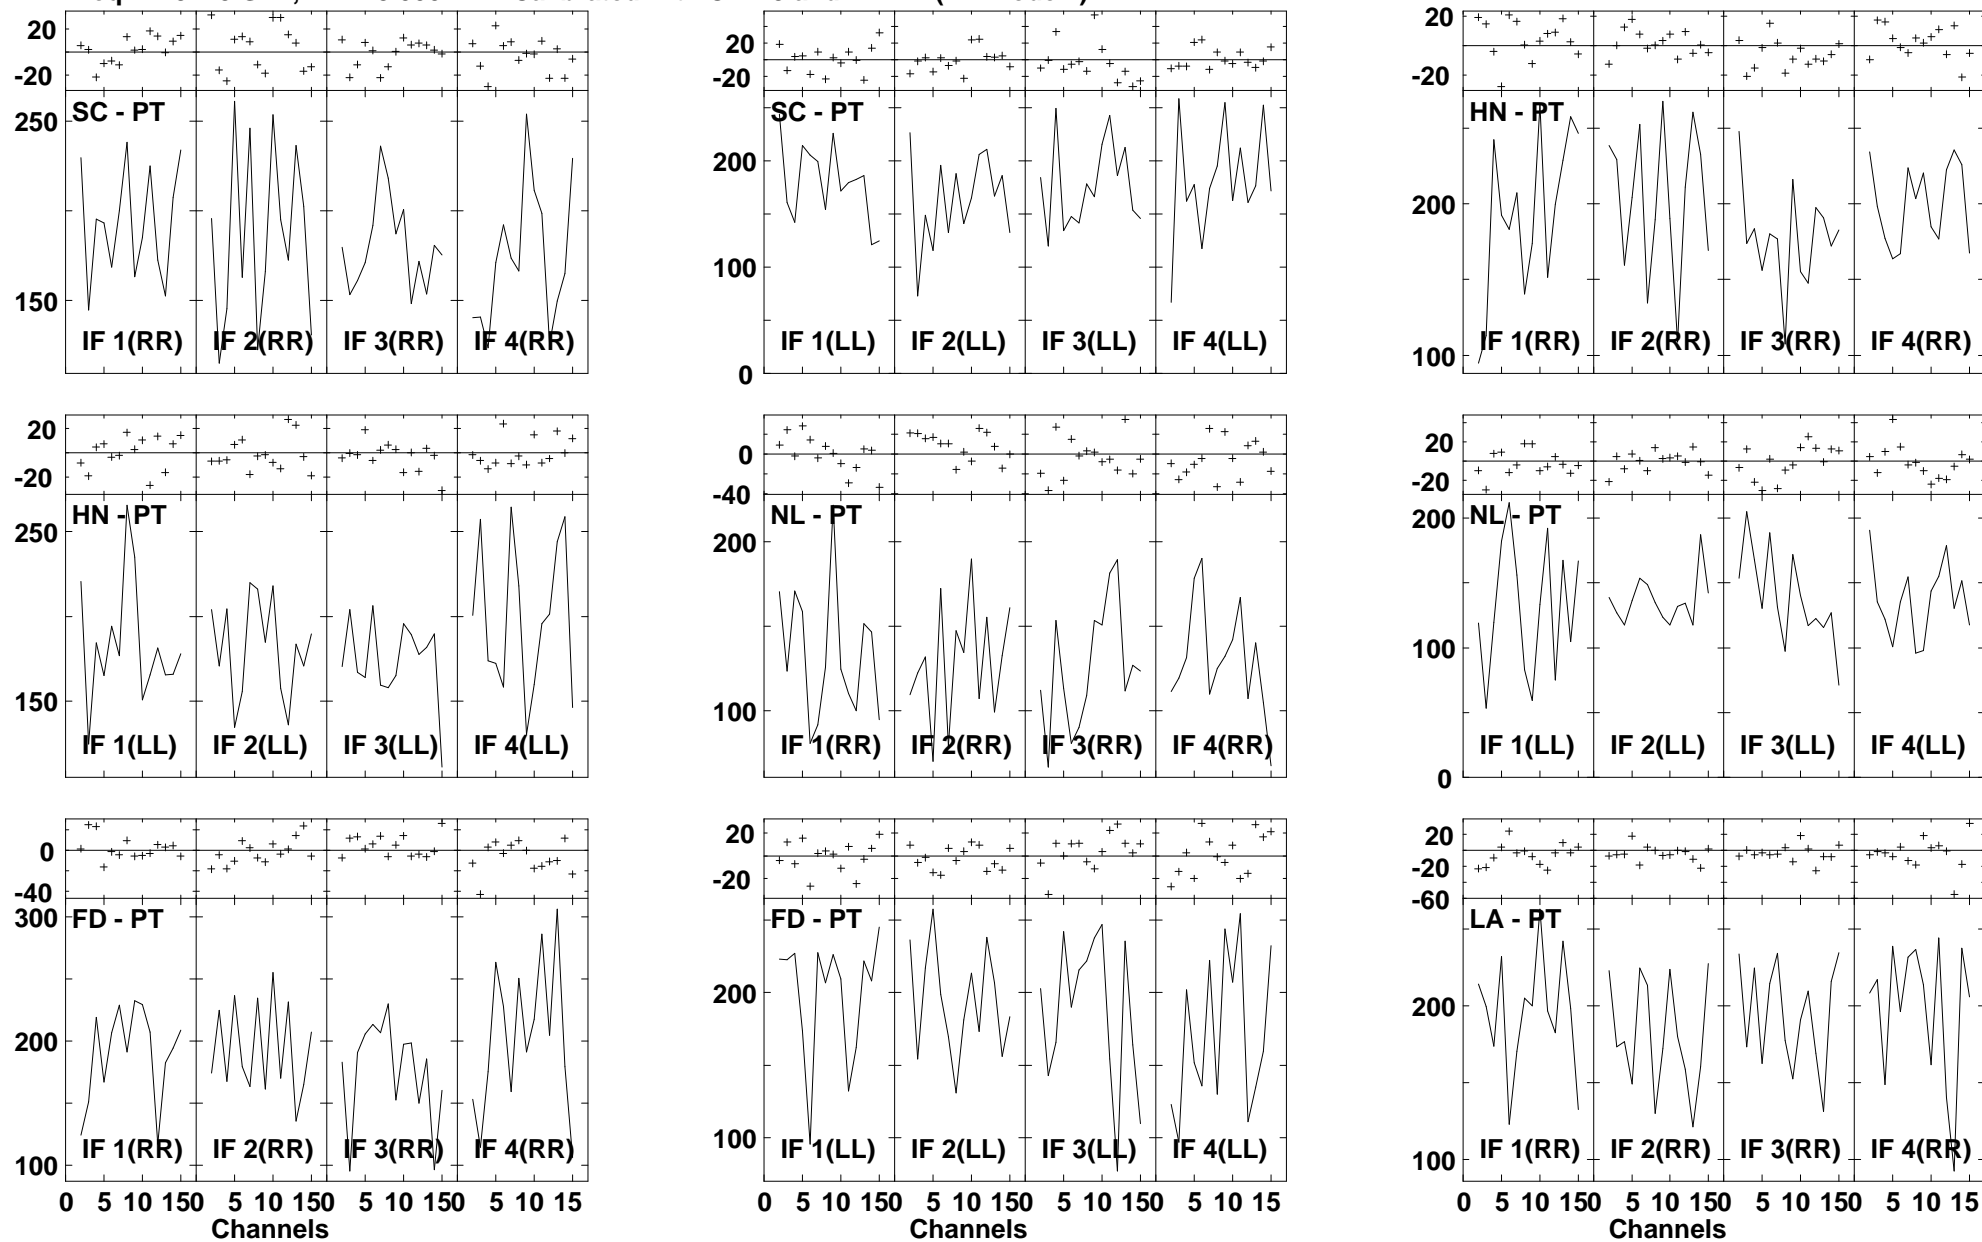 20
-20
SC - PT
250
150
IF 1(RR) IF 2(RR) IF 3(RR) IF 4(RR)
20
-20
SC - PT
200
100
0
IF 1(LL) IF 2(LL) IF 3(LL) IF 4(LL)
20
-20
HN - PT
200
100
IF 1(RR) IF 2(RR) IF 3(RR) IF 4(RR)
20
-20
HN - PT
250
150
IF 1(LL) IF 2(LL) IF 3(LL) IF 4(LL)
0
-40
NL - PT
200
100
IF 1(RR) IF 2(RR) IF 3(RR) IF 4(RR)
20
-20
NL - PT
200
100
0
IF 1(LL) IF 2(LL) IF 3(LL) IF 4(LL)
0
-40
FD - PT
300
200
100
IF 1(RR) IF 2(RR) IF 3(RR) IF 4(RR)
0 5 10 150 5 10 150 5 10 150 5 10 15
Channels
20
-20
FD - PT
200
100
IF 1(LL) IF 2(LL) IF 3(LL) IF 4(LL)
0 5 10 150 5 10 150 5 10 150 5 10 15
Channels
20
-20
-60
LA - PT
200
100
IF 1(RR) IF 2(RR) IF 3(RR) IF 4(RR)
0 5 10 150 5 10 150 5 10 150 5 10 15
Channels